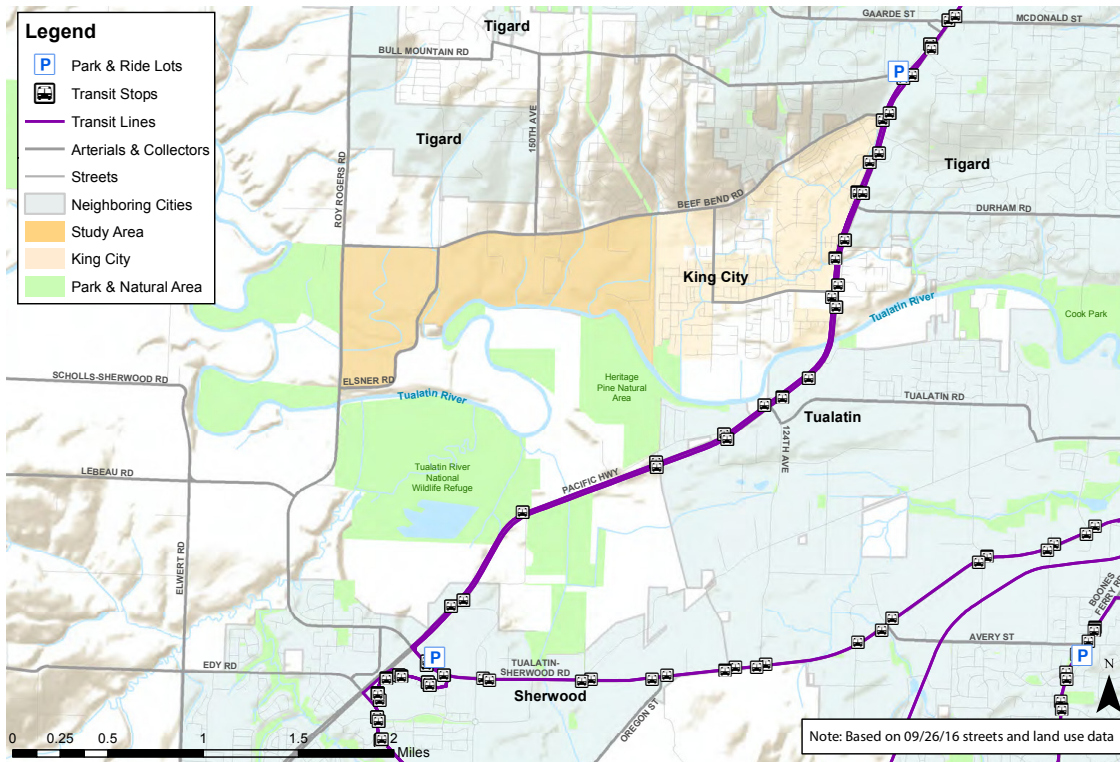 Legend
P
Park & Ride Lots
Transit Stops
Transit Lines
Arterials & Collectors
Streets
Neighboring Cities
Study Area
King City
Park & Natural Area
GAARDE ST
MCDONALD ST
Tigard
BULL MOUNTAIN RD
P
150TH AVE
Tigard
Tigard
ROY ROGERS RD
BEEF BEND RD
DURHAM RD
King City
Tualatin River
Cook Park
SCHOLLS-SHERWOOD RD
ELSNER RD
Tualatin River
Heritage
Pine Natural
Area
TUALATIN RD
Tualatin
124TH AVE
LEBEAU RD
Tualatin River
National
Wildlife Refuge
PACIFIC HWY
ELWERT RD
BOONES
FERRY RD
AVERY ST
P
P
EDY RD
TUALATIN-
SHERWOOD RD
Sherwood
OREGON ST
N
0 0.25 0.5 1 1.5 2
Miles
Note: Based on 09/26/16 streets and land use data